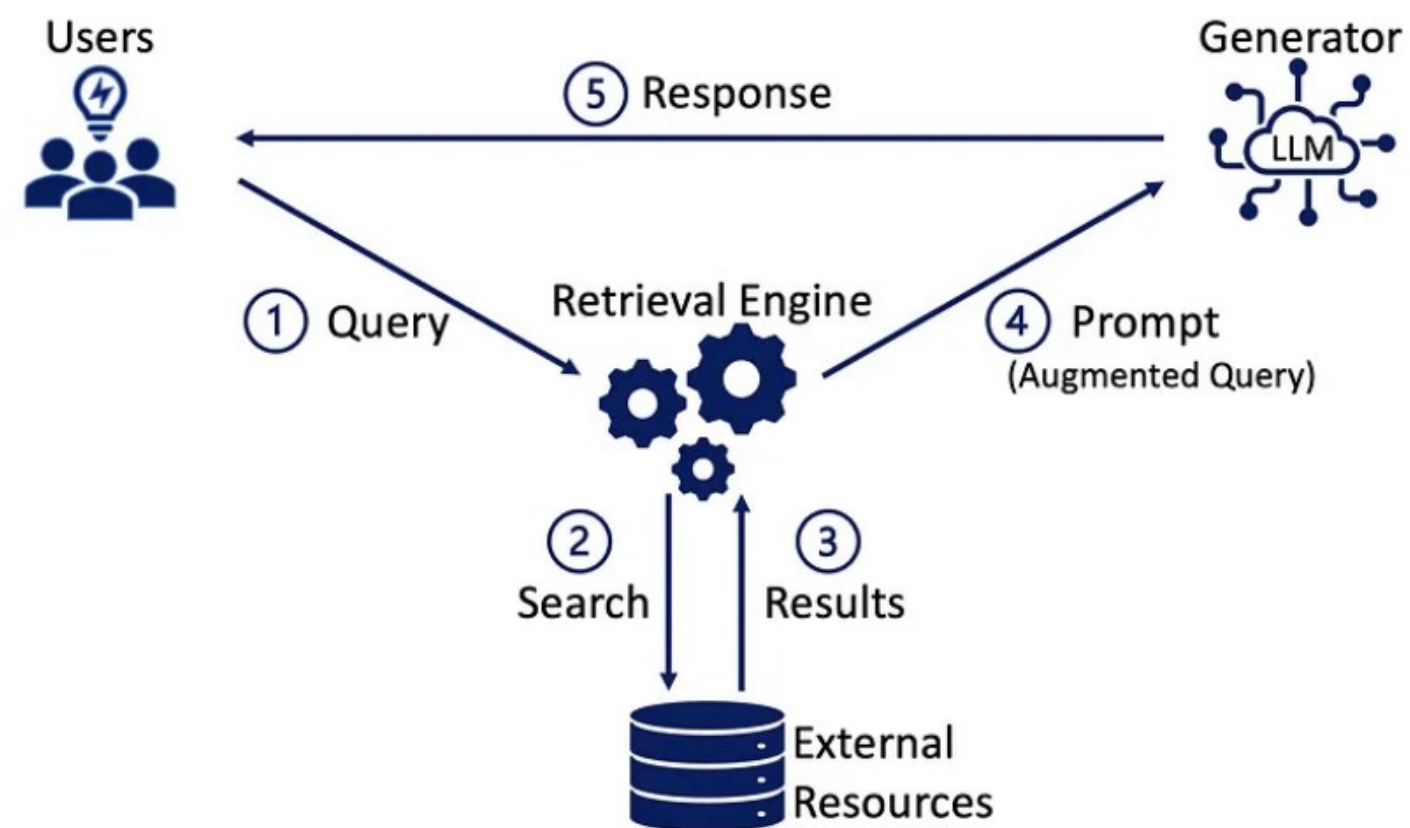 Users
Generator
5 Response
LLM
1 Query
Retrieval Engine
4 Prompt
(Augmented Query)
2
Search
3
Results
External
Resources